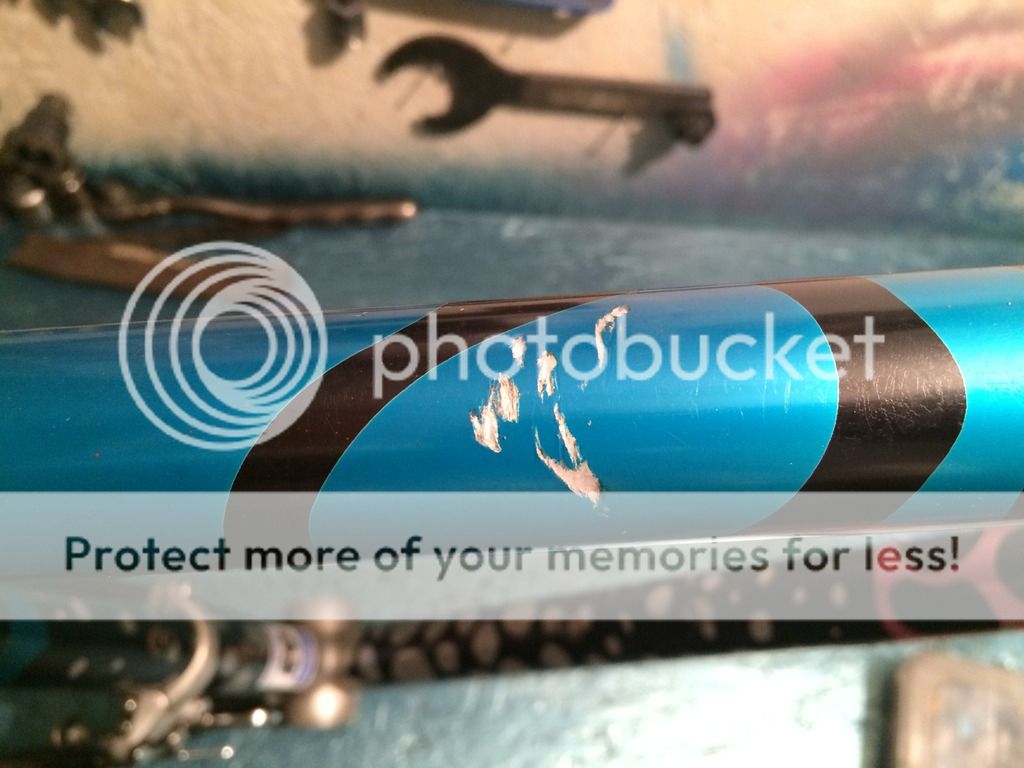 photobucket
Protect more of your memories for less!